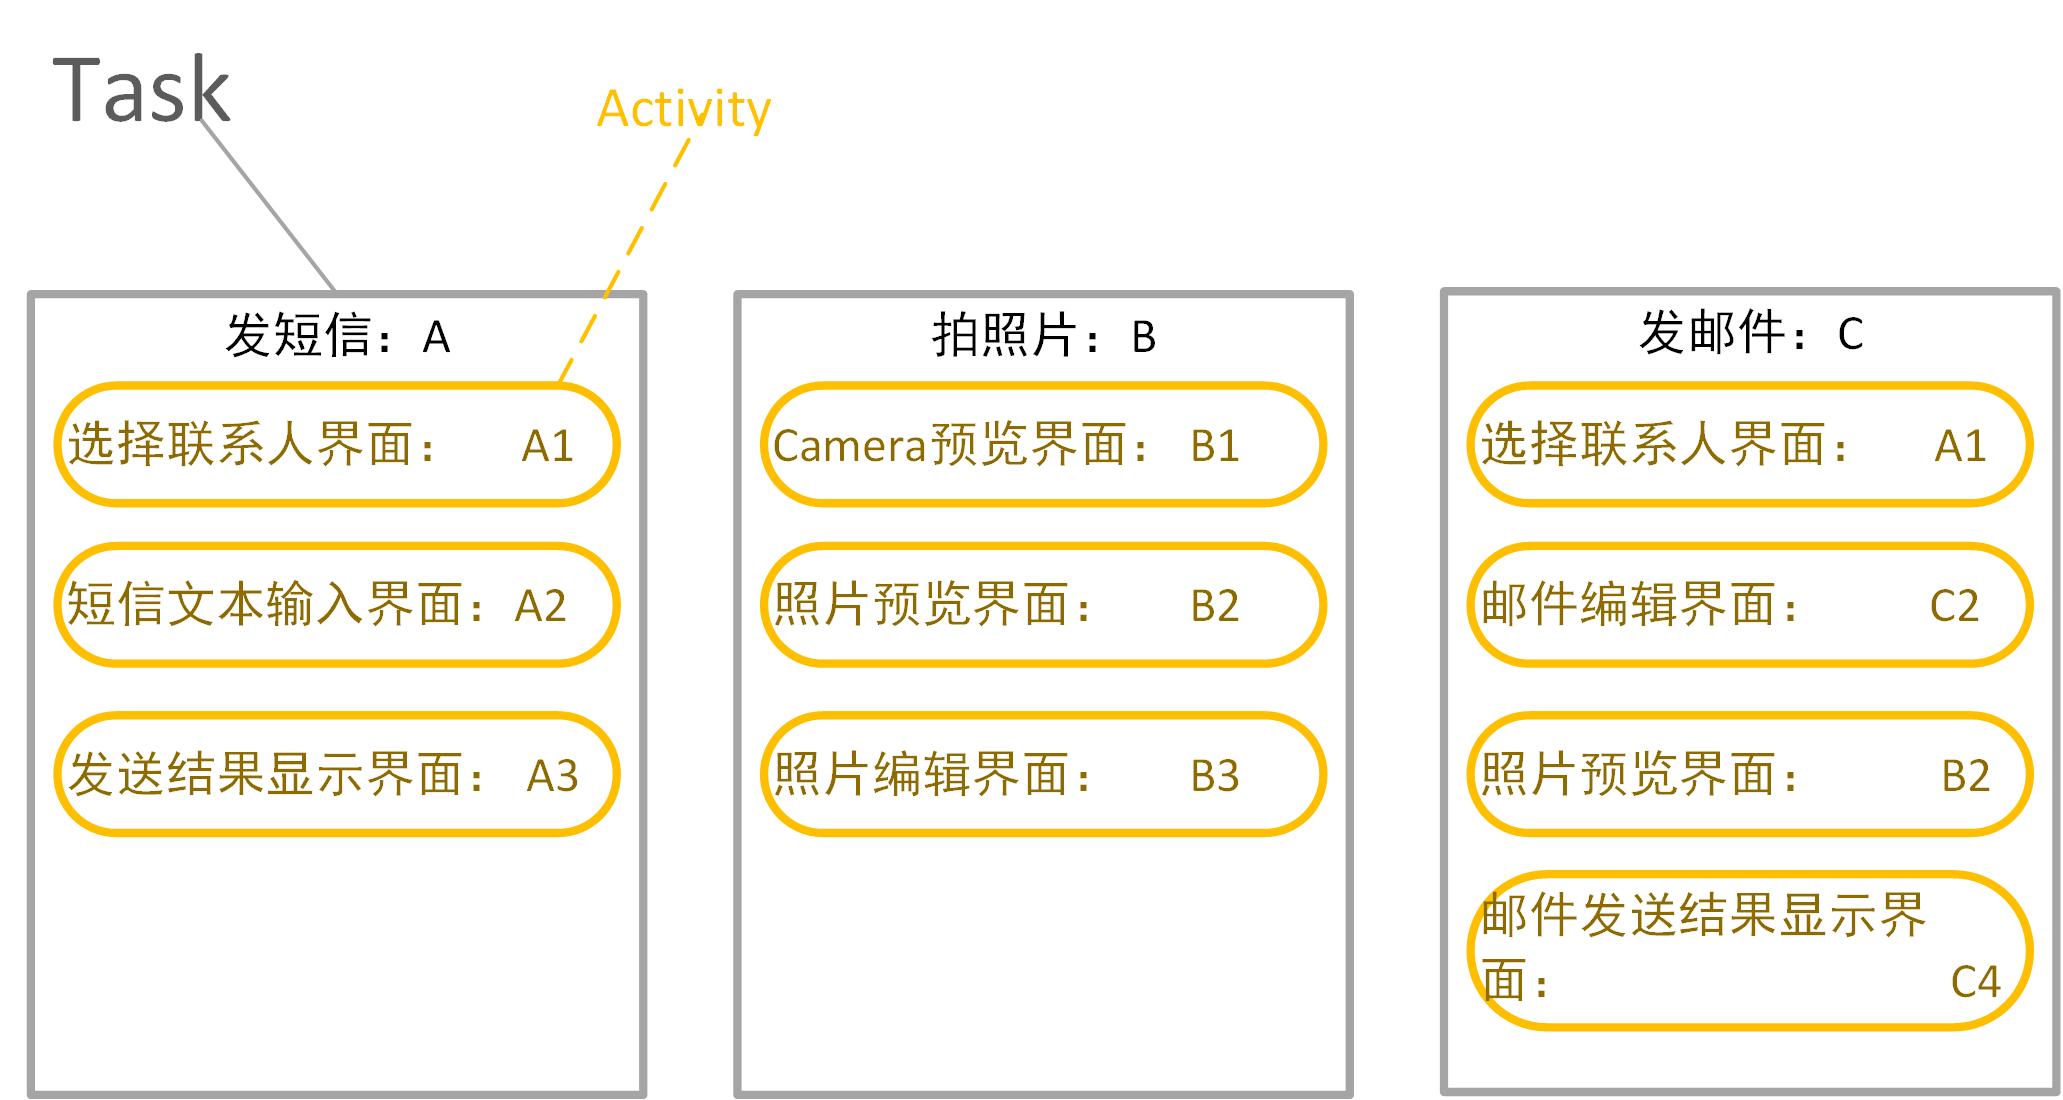 Task
Activity
发短信：A
选择联系人界面： A1
短信文本输入界面：A2
发送结果显示界面： A3
拍照片：B
Camera预览界面： B1
照片预览界面： B2
照片编辑界面： B3
发邮件：C
选择联系人界面： A1
邮件编辑界面： C2
照片预览界面： B2
邮件发送结果显示界
面： C4